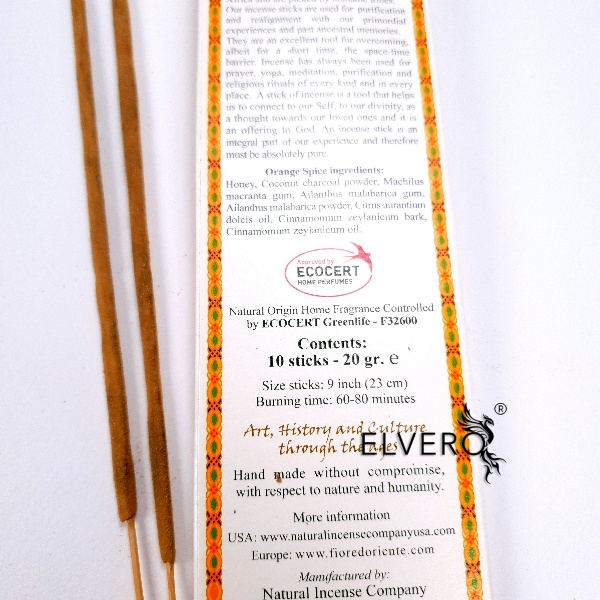 Our incense sticks are used for purification
and realignment with our primordial
experiences and past ancestral memories.
They are an excellent tool for overcoming,
albeit for a short time, the space-time
barrier. Incense has always been used for
prayer, yoga, meditation, purification and
religious rituals of every kind and in every
place. A stick of incense is a tool that helps
us to connect to our Self, to our divinity, as
a thought towards our loved ones and it is
an offering to God. An incense stick is an
integral part of our experience and therefore
must be absolutely pure.
Orange Spice ingredients:
Honey, Coconut charcoal powder, Machilus
macranta gum, Ailanthus malabarica gum,
Ailanthus malabarica powder, Citrus aurantium
dolcis oil, Cinnamomum zeylanicum bark,
Cinnamomum zeylanicum oil.
Approved by
ECOCERT
HOME PERFUMES
Natural Origin Home Fragrance Controlled
by ECOCERT Greenlife - F32600
Contents:
10 sticks - 20 gr. ℮
Size sticks: 9 inch (23 cm)
Burning time: 60-80 minutes
Art, History and Culture
through the ages
ELVERO ®
Hand made without compromise,
with respect to nature and humanity.
More information
USA: www.naturalincensecompanyusa.com
Europe: www.fioredoriente.com
Manufactured by:
Natural Incense Company